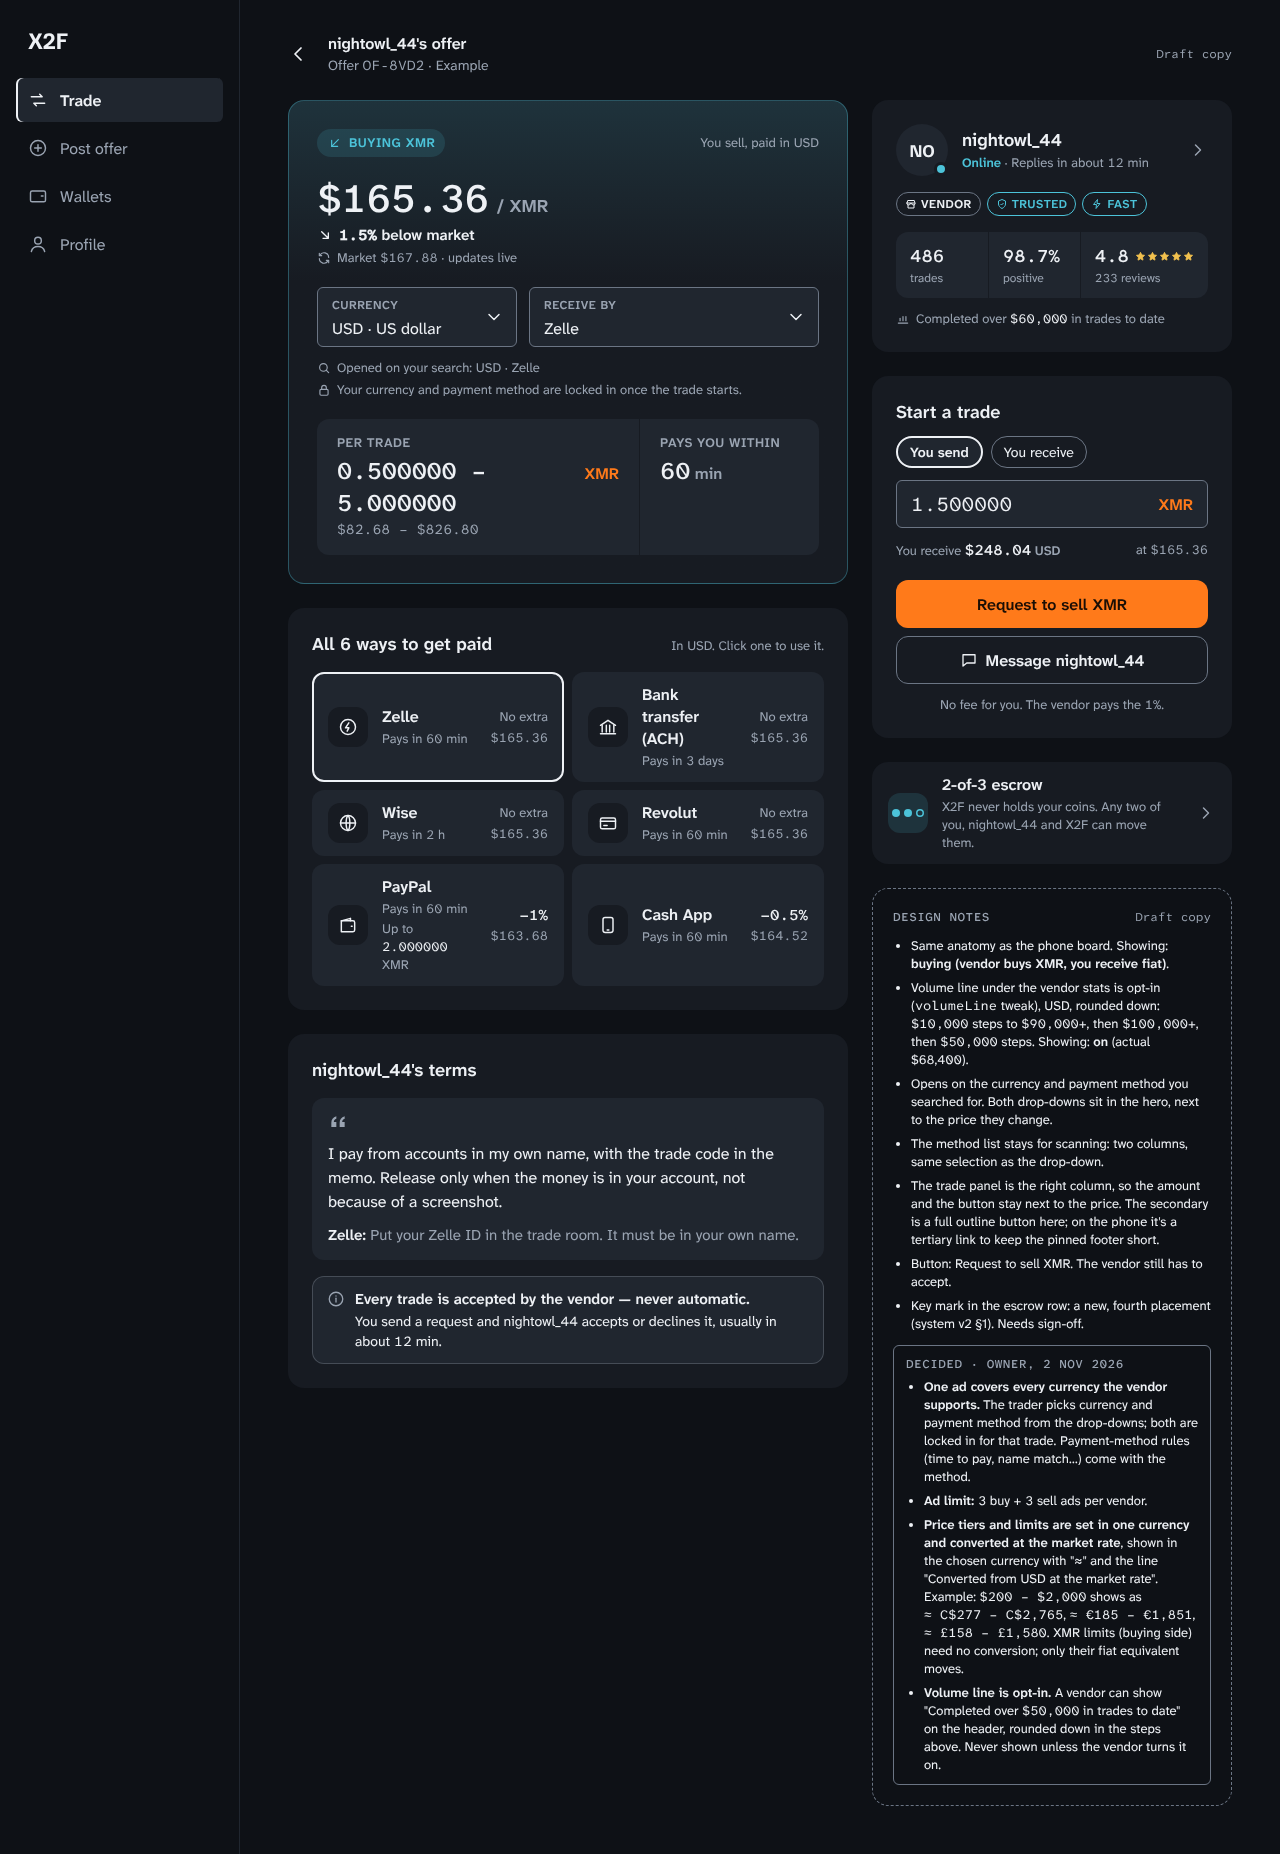 X2F
Trade
Post offer
Wallets
Profile
nightowl_44's offer
Offer OF-8VD2 · Example
Draft copy
BUYING XMR
You sell, paid in USD
$165.36 / XMR
1.5% below market
Market $167.88 · updates live
CURRENCY
USD · US dollar
RECEIVE BY
Zelle
Opened on your search: USD · Zelle
Your currency and payment method are locked in once the trade starts.
PER TRADE
0.500000 –
5.000000
XMR
$82.68 – $826.80
PAYS YOU WITHIN
60 min
All 6 ways to get paid
In USD. Click one to use it.
Zelle
Pays in 60 min
No extra
$165.36
Bank
transfer
(ACH)
Pays in 3 days
No extra
$165.36
Wise
Pays in 2 h
No extra
$165.36
Revolut
Pays in 60 min
No extra
$165.36
PayPal
Pays in 60 min
Up to
2.000000
XMR
−1%
$163.68
Cash App
Pays in 60 min
−0.5%
$164.52
nightowl_44's terms
“
I pay from accounts in my own name, with the trade code in the
memo. Release only when the money is in your account, not
because of a screenshot.
Zelle: Put your Zelle ID in the trade room. It must be in your own name.
Every trade is accepted by the vendor — never automatic.
You send a request and nightowl_44 accepts or declines it, usually in
about 12 min.
NO
nightowl_44
Online · Replies in about 12 min
VENDOR
TRUSTED
FAST
486
trades
98.7%
positive
4.8 ★★★★★
233 reviews
Completed over $60,000 in trades to date
Start a trade
You send
You receive
1.500000
XMR
You receive $248.04 USD
at $165.36
Request to sell XMR
Message nightowl_44
No fee for you. The vendor pays the 1%.
2-of-3 escrow
X2F never holds your coins. Any two of
you, nightowl_44 and X2F can move
them.
DESIGN NOTES
Draft copy
• Same anatomy as the phone board. Showing:
buying (vendor buys XMR, you receive fiat).
• Volume line under the vendor stats is opt-in
(volumeLine tweak), USD, rounded down:
$10,000 steps to $90,000+, then $100,000+,
then $50,000 steps. Showing: on (actual
$68,400).
• Opens on the currency and payment method you
searched for. Both drop-downs sit in the hero, next
to the price they change.
• The method list stays for scanning: two columns,
same selection as the drop-down.
• The trade panel is the right column, so the amount
and the button stay next to the price. The secondary
is a full outline button here; on the phone it's a
tertiary link to keep the pinned footer short.
• Button: Request to sell XMR. The vendor still has to
accept.
• Key mark in the escrow row: a new, fourth placement
(system v2 §1). Needs sign-off.
DECIDED · OWNER, 2 NOV 2026
• One ad covers every currency the vendor
supports. The trader picks currency and
payment method from the drop-downs; both are
locked in for that trade. Payment-method rules
(time to pay, name match…) come with the
method.
• Ad limit: 3 buy + 3 sell ads per vendor.
• Price tiers and limits are set in one currency
and converted at the market rate, shown in
the chosen currency with "≈" and the line
"Converted from USD at the market rate".
Example: $200 – $2,000 shows as
≈ C$277 – C$2,765, ≈ €185 – €1,851,
≈ £158 – £1,580. XMR limits (buying side)
need no conversion; only their fiat equivalent
moves.
• Volume line is opt-in. A vendor can show
"Completed over $50,000 in trades to date"
on the header, rounded down in the steps
above. Never shown unless the vendor turns it
on.